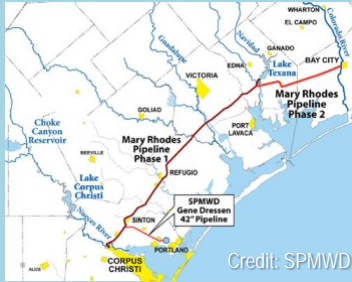 WHARTON
EL CAMPO
Colorado River
Navidad
GANADO
EDNA
BAY CITY
Guadalupe
Lake
Texana
VICTORIA
Mary Rhodes
Pipeline
Phase 2
GOLIAD
PORT
LAVACA
Choke
Canyon
Reservoir
Mary Rhodes
Pipeline
Phase 1
BEEVILLE
REFUGIO
Lake
Corpus
Christi
SPMWD
Gene Dressen
42" Pipeline
Nueces River
SINTON
PORTLAND
ALICE
CORPUS
CHRISTI
Credit: SPMWD